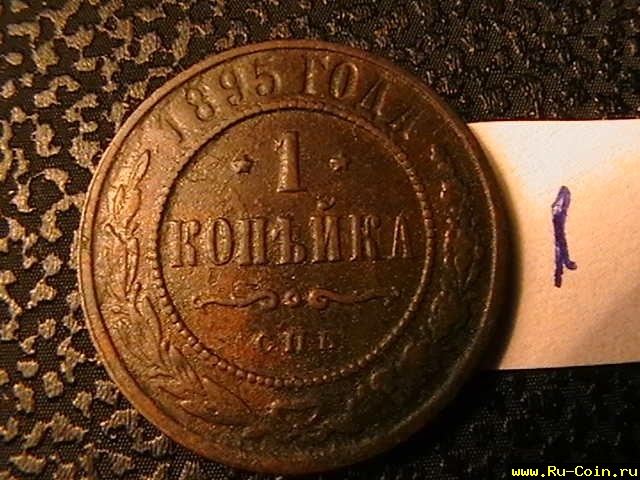 1895 ГОДА
* 1 *
КОПѢЙКА
С.П.Б.
1
www.Ru-Coin.ru